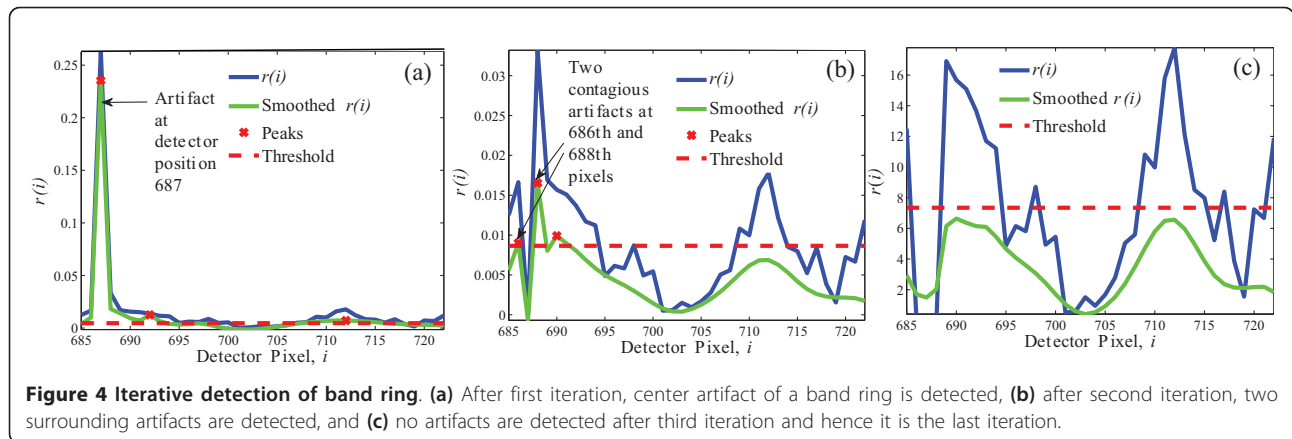 (a)
r(i)
Smoothed r(i)
Peaks
Threshold
Artifact
at
detector
position
687
0.25
0.2
0.15
0.1
0.05
0
r(i)
685 690 695 700 705 710 715 720
Detector Pixel, i
(b)
Two
contagious
artifacts at
686th and
688th
pixels
r(i)
Smoothed r(i)
Peaks
Threshold
0.03
0.025
0.02
0.015
0.01
0.005
0
r(i)
685 690 695 700 705 710 715 720
Detector Pixel, i
(c)
r(i)
Smoothed r(i)
Threshold
16
14
12
10
8
6
4
2
r(i)
685 690 695 700 705 710 715 720
Detector Pixel, i
Figure 4 Iterative detection of band ring. (a) After first iteration, center artifact of a band ring is detected, (b) after second iteration, two
surrounding artifacts are detected, and (c) no artifacts are detected after third iteration and hence it is the last iteration.